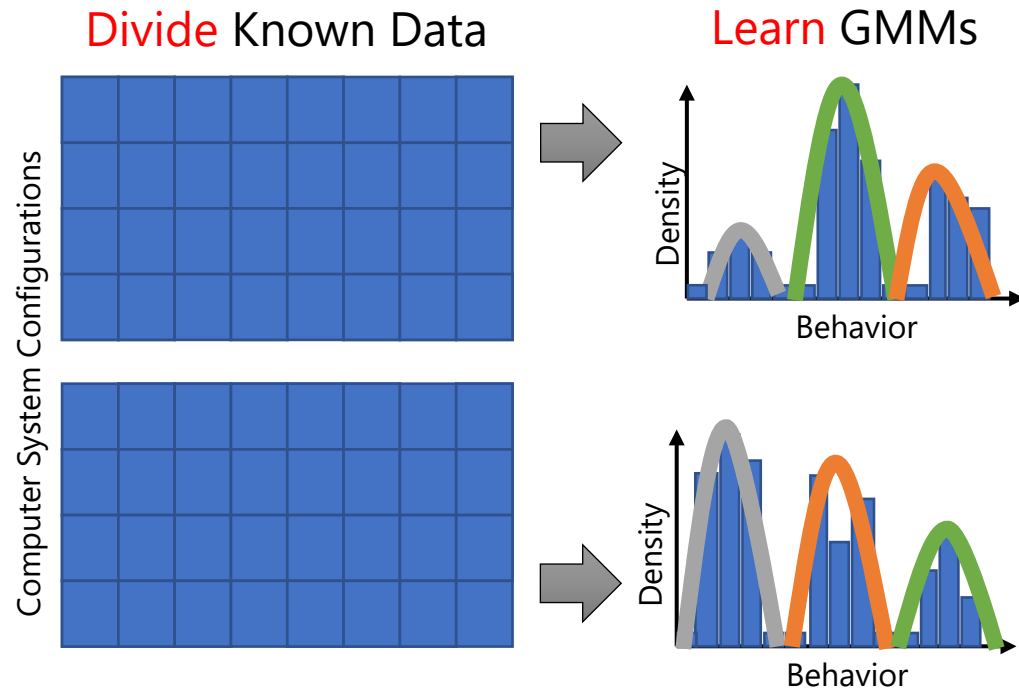 Divide Known Data
Learn GMMs
Computer System Configurations
Density
Behavior
Density
Behavior